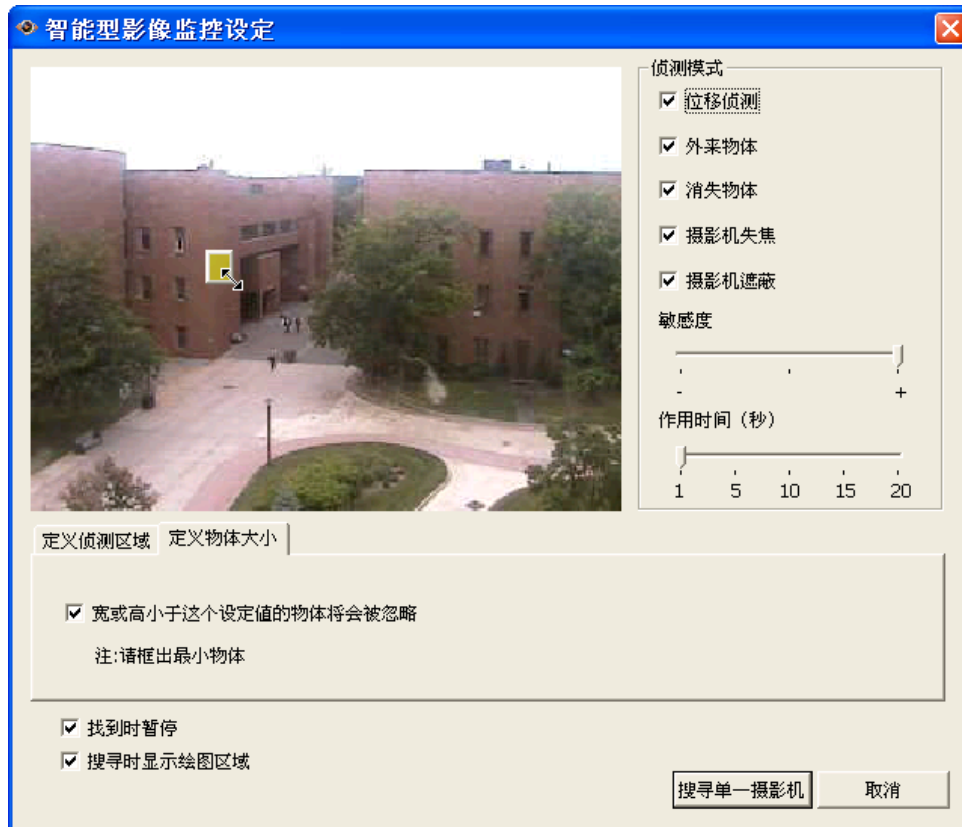 智能型影像监控设定
侦测模式
位移侦测
外来物体
消失物体
摄影机失焦
摄影机遮蔽
敏感度
- +
作用时间（秒）
1 5 10 15 20
定义侦测区域 定义物体大小
宽或高小于这个设定值的物体将会被忽略
注:请框出最小物体
找到时暂停
搜寻时显示绘图区域
搜寻单一摄影机 取消